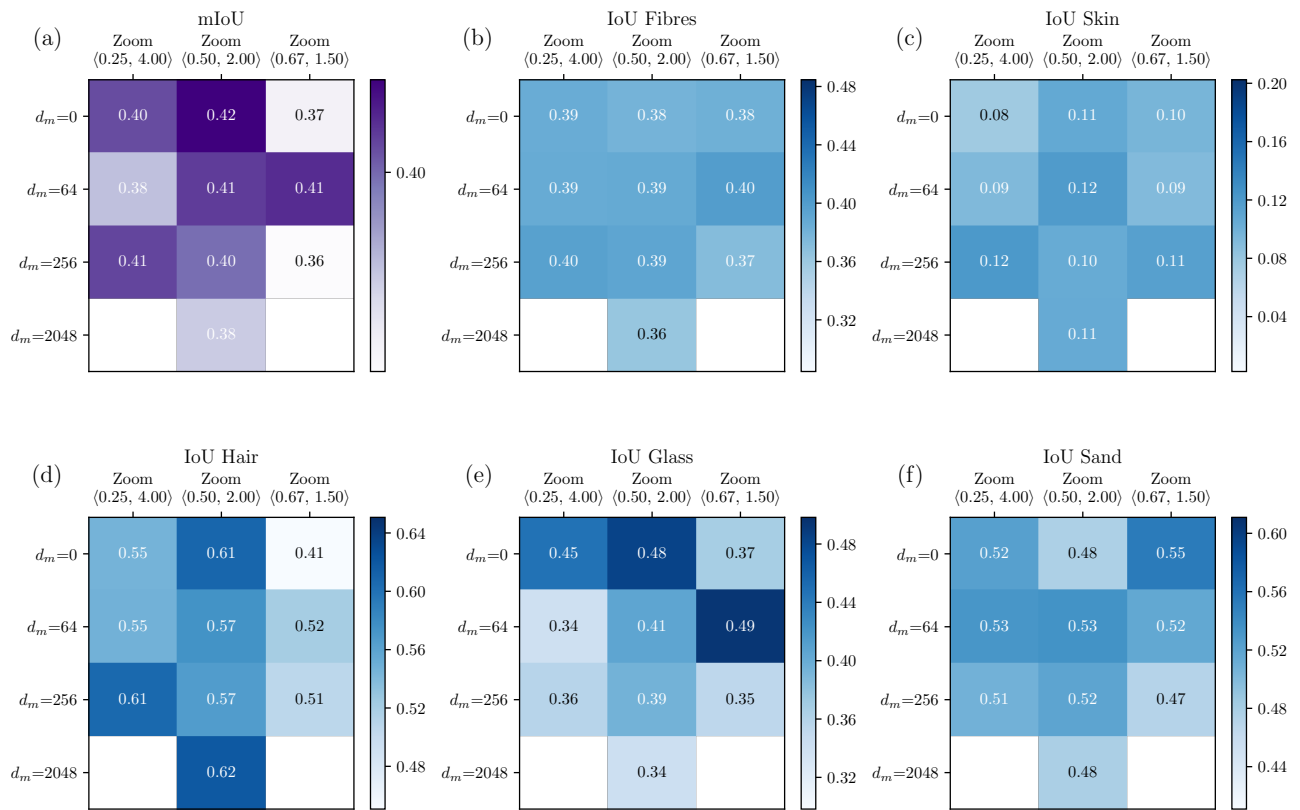 (a)
mIoU
Zoom Zoom Zoom
⟨0.25, 4.00⟩ ⟨0.50, 2.00⟩ ⟨0.67, 1.50⟩
d_m=0 0.40 0.42 0.37
d_m=64 0.38 0.41 0.41
d_m=256 0.41 0.40 0.36
d_m=2048 0.38
0.40
(b)
IoU Fibres
Zoom Zoom Zoom
⟨0.25, 4.00⟩ ⟨0.50, 2.00⟩ ⟨0.67, 1.50⟩
d_m=0 0.39 0.38 0.38
d_m=64 0.39 0.39 0.40
d_m=256 0.40 0.39 0.37
d_m=2048 0.36
0.48
0.44
0.40
0.36
0.32
(c)
IoU Skin
Zoom Zoom Zoom
⟨0.25, 4.00⟩ ⟨0.50, 2.00⟩ ⟨0.67, 1.50⟩
d_m=0 0.08 0.11 0.10
d_m=64 0.09 0.12 0.09
d_m=256 0.12 0.10 0.11
d_m=2048 0.11
0.20
0.16
0.12
0.08
0.04
(d)
IoU Hair
Zoom Zoom Zoom
⟨0.25, 4.00⟩ ⟨0.50, 2.00⟩ ⟨0.67, 1.50⟩
d_m=0 0.55 0.61 0.41
d_m=64 0.55 0.57 0.52
d_m=256 0.61 0.57 0.51
d_m=2048 0.62
0.64
0.60
0.56
0.52
0.48
(e)
IoU Glass
Zoom Zoom Zoom
⟨0.25, 4.00⟩ ⟨0.50, 2.00⟩ ⟨0.67, 1.50⟩
d_m=0 0.45 0.48 0.37
d_m=64 0.34 0.41 0.49
d_m=256 0.36 0.39 0.35
d_m=2048 0.34
0.48
0.44
0.40
0.36
0.32
(f)
IoU Sand
Zoom Zoom Zoom
⟨0.25, 4.00⟩ ⟨0.50, 2.00⟩ ⟨0.67, 1.50⟩
d_m=0 0.52 0.48 0.55
d_m=64 0.53 0.53 0.52
d_m=256 0.51 0.52 0.47
d_m=2048 0.48
0.60
0.56
0.52
0.48
0.44